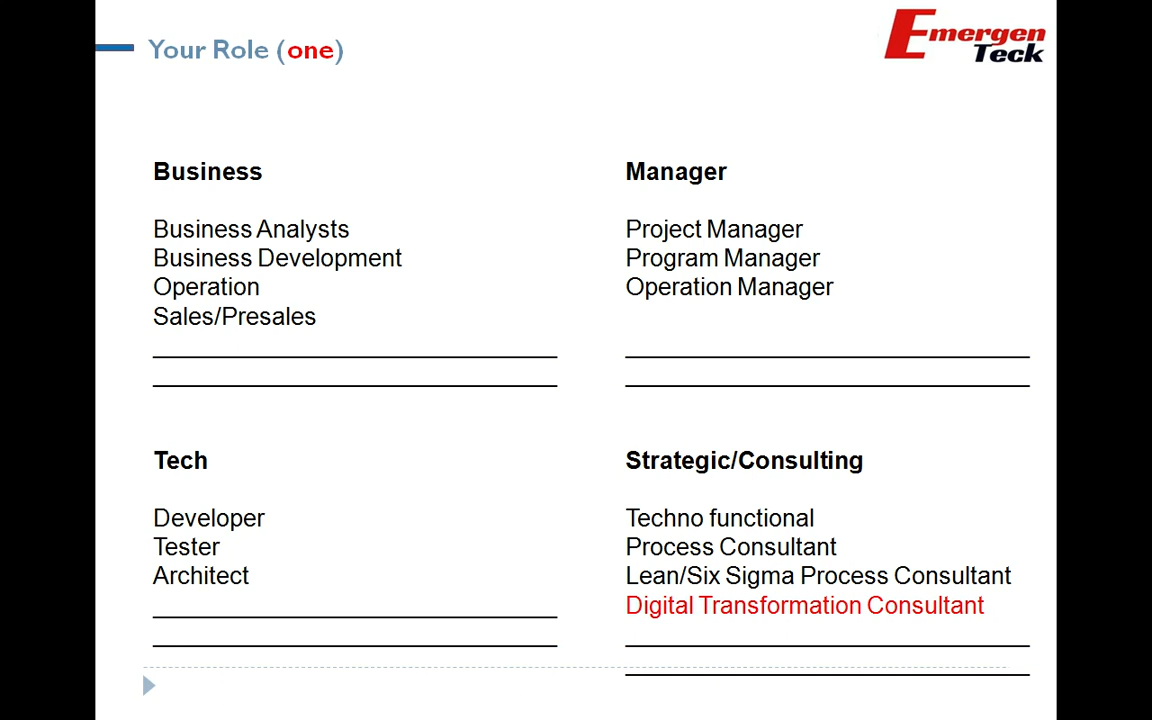 Your Role (one)
Emergen
Teck
Business
Business Analysts
Business Development
Operation
Sales/Presales
Manager
Project Manager
Program Manager
Operation Manager
Tech
Developer
Tester
Architect
Strategic/Consulting
Techno functional
Process Consultant
Lean/Six Sigma Process Consultant
Digital Transformation Consultant